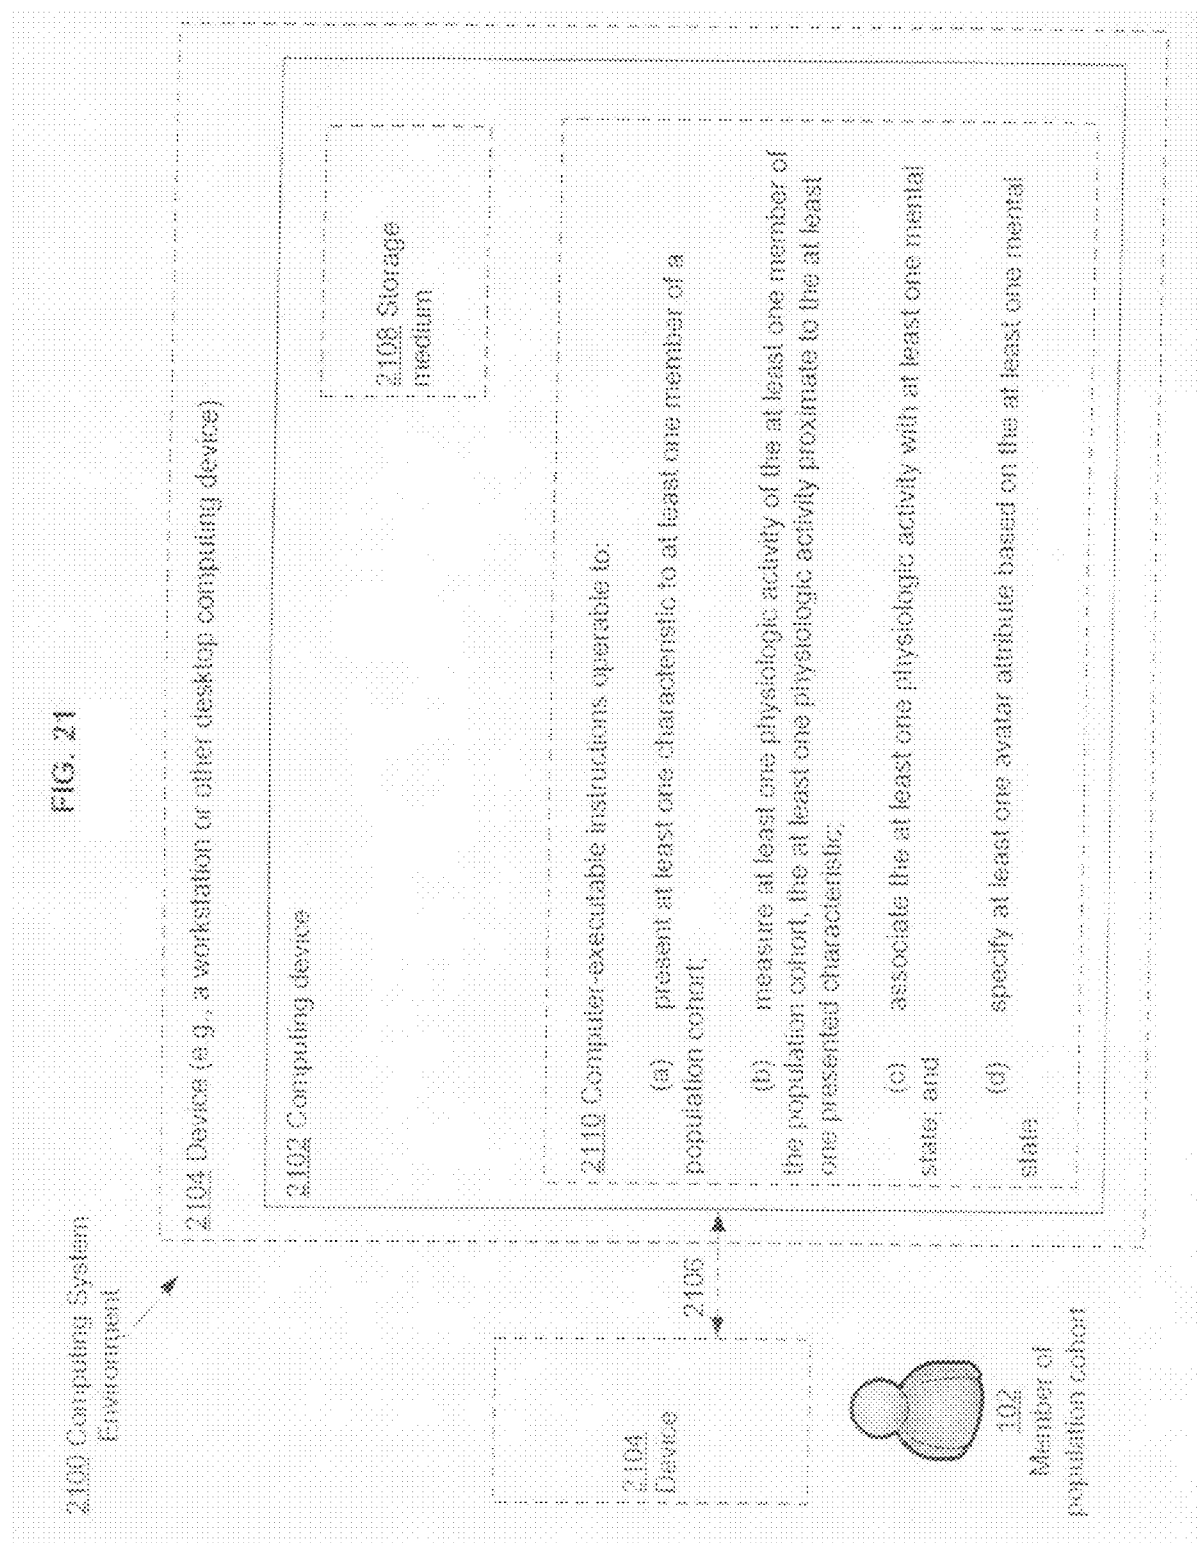 FIG. 21
2100 Computing System
Environment
2104 Device (e.g., a workstation or other desktop computing device)
2102 Computing device
2108 Storage
medium
2110 Computer-executable instructions operable to:
(a) present at least one characteristic to at least one member of a
population cohort;
(b) measure at least one physiologic activity of the at least one member of
the population cohort, the at least one physiologic activity proximate to the at least
one presented characteristic;
(c) associate the at least one physiologic activity with at least one mental
state; and
(d) specify at least one avatar attribute based on the at least one mental
state.
2106
2104
Device
102
Member of
population cohort